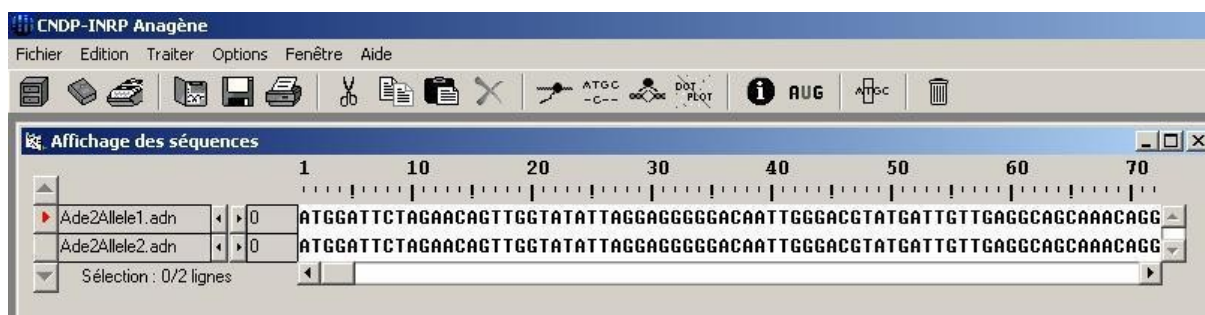 CNDP-INRP Anagène
Fichier Edition Traiter Options Fenêtre Aide
ATGC -C-- DOT PLOT AUG ATGC
Affichage des séquences
1 10 20 30 40 50 60 70
Ade2Allele1.adn 0 ATGGATTCTAGAACAGTTGGTATATTAGGAGGGGGACAATTGGGACGTATGATTGTTGAGGCAGCAAACAGG
Ade2Allele2.adn 0 ATGGATTCTAGAACAGTTGGTATATTAGGAGGGGGACAATTGGGACGTATGATTGTTGAGGCAGCAAACAGG
Sélection : 0/2 lignes